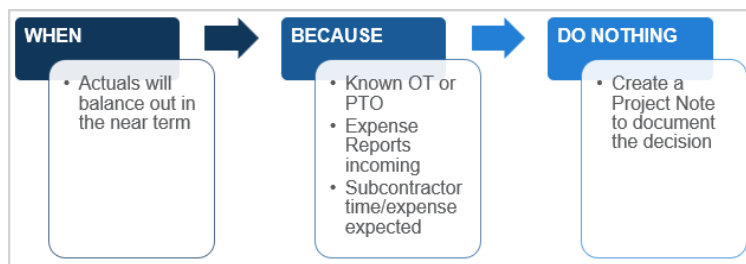 WHEN
• Actuals will
balance out in
the near term
BECAUSE
• Known OT or
PTO
• Expense
Reports
incoming
• Subcontractor
time/expense
expected
DO NOTHING
• Create a
Project Note
to document
the decision